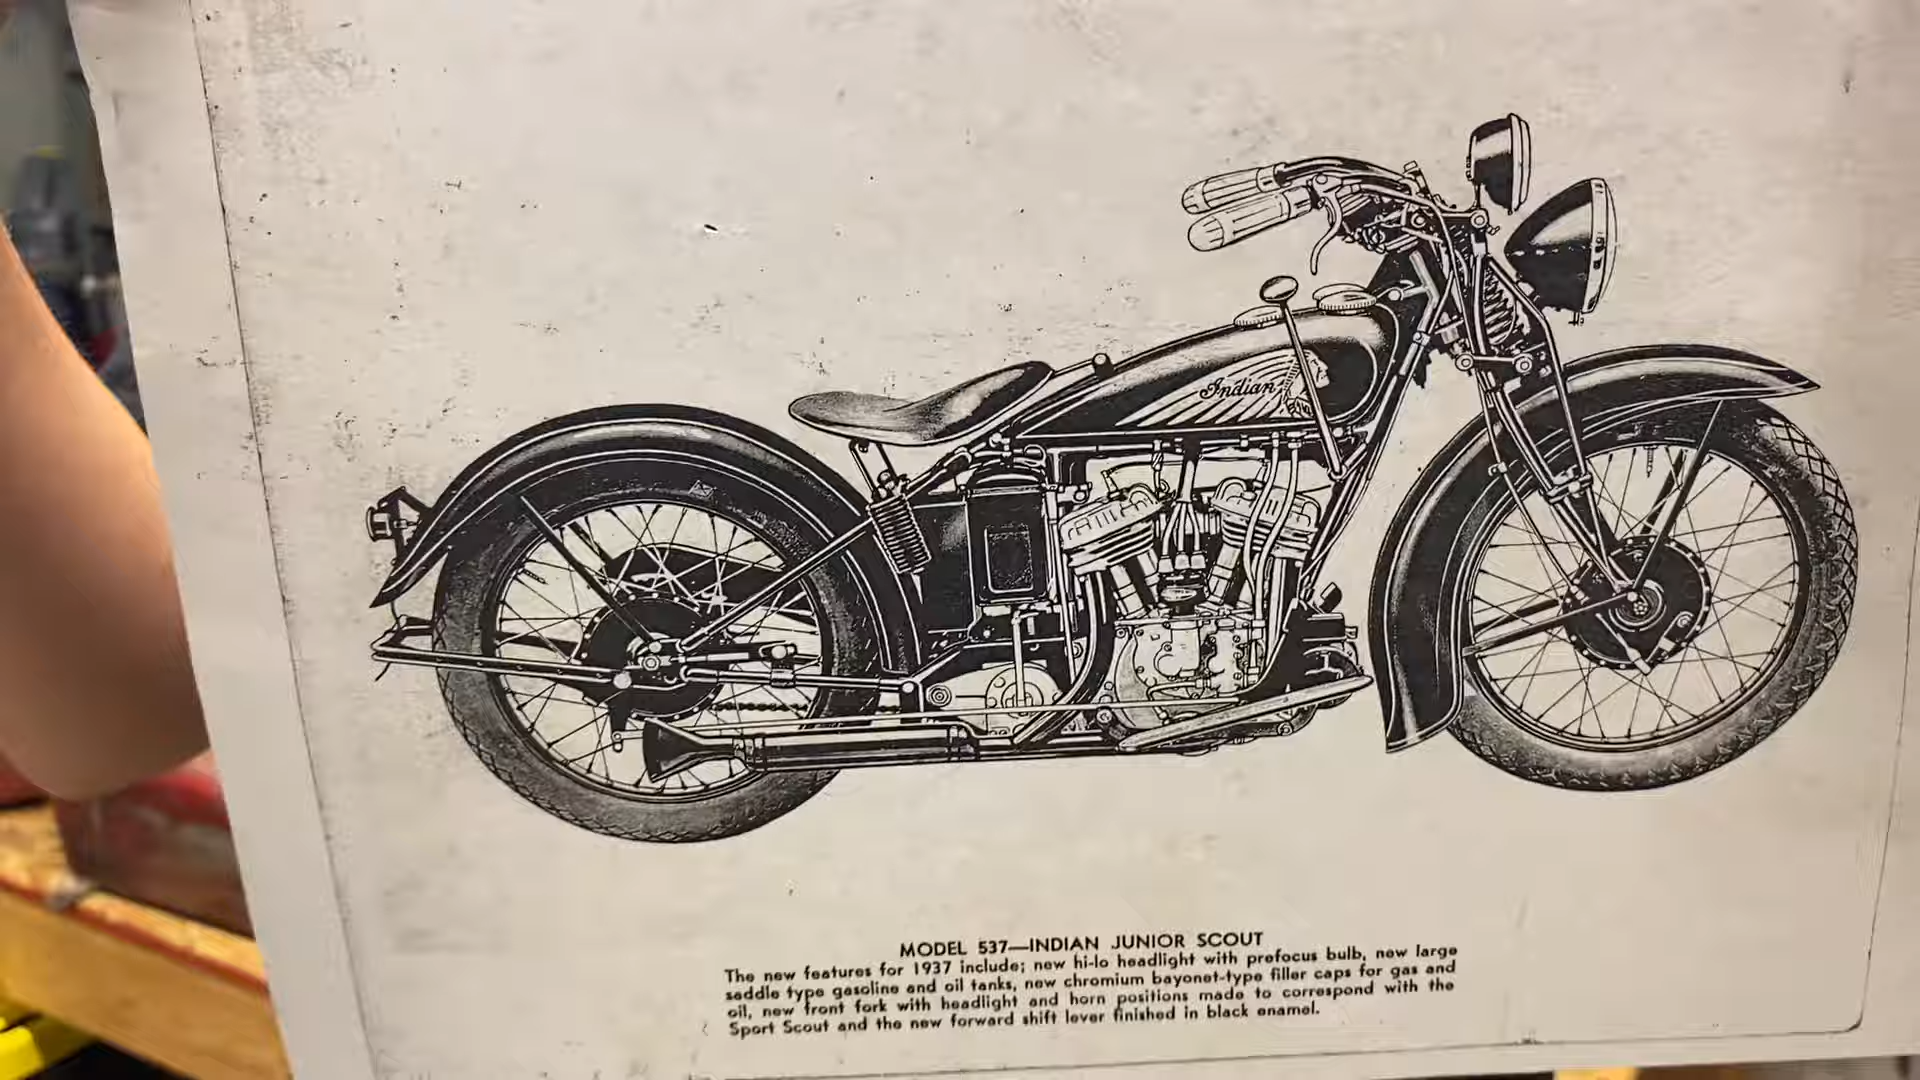 Indian
MODEL 537—INDIAN JUNIOR SCOUT
The new features for 1937 include; new hi-lo headlight with prefocus bulb, new large
saddle type gasoline and oil tanks, new chromium bayonet-type filler caps for gas and
oil, new front fork with headlight and horn positions made to correspond with the
Sport Scout and the new forward shift lever finished in black enamel.